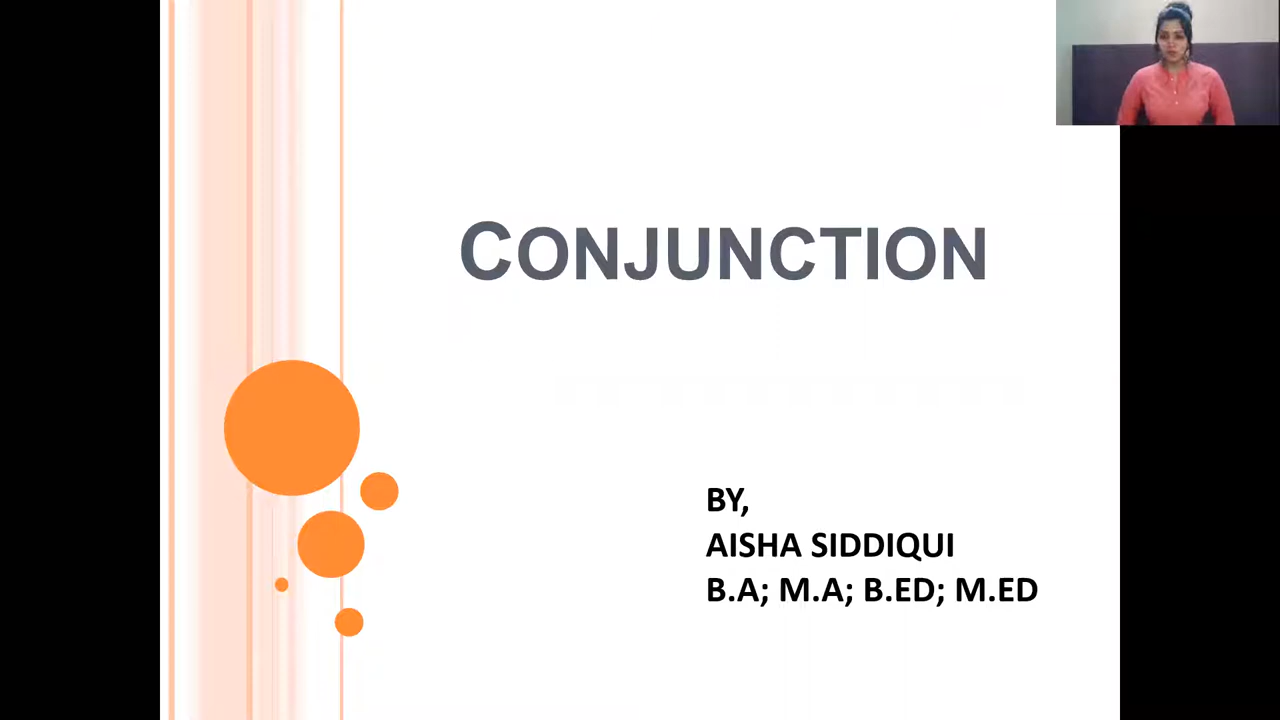 CONJUNCTION
BY,
AISHA SIDDIQUI
B.A; M.A; B.ED; M.ED